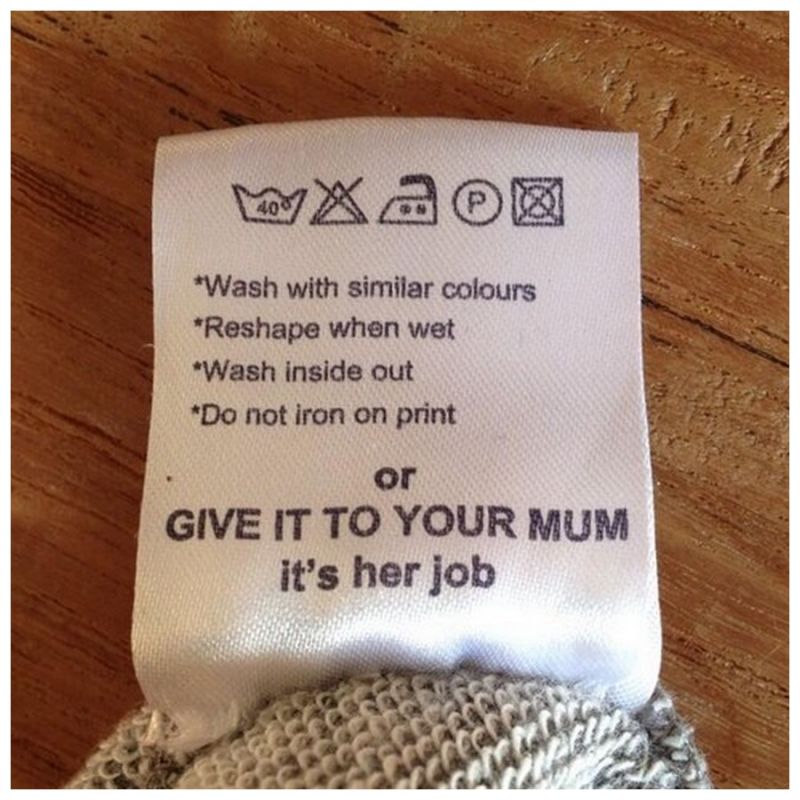 40°
P
*Wash with similar colours
*Reshape when wet
*Wash inside out
*Do not iron on print
or
GIVE IT TO YOUR MUM
it's her job